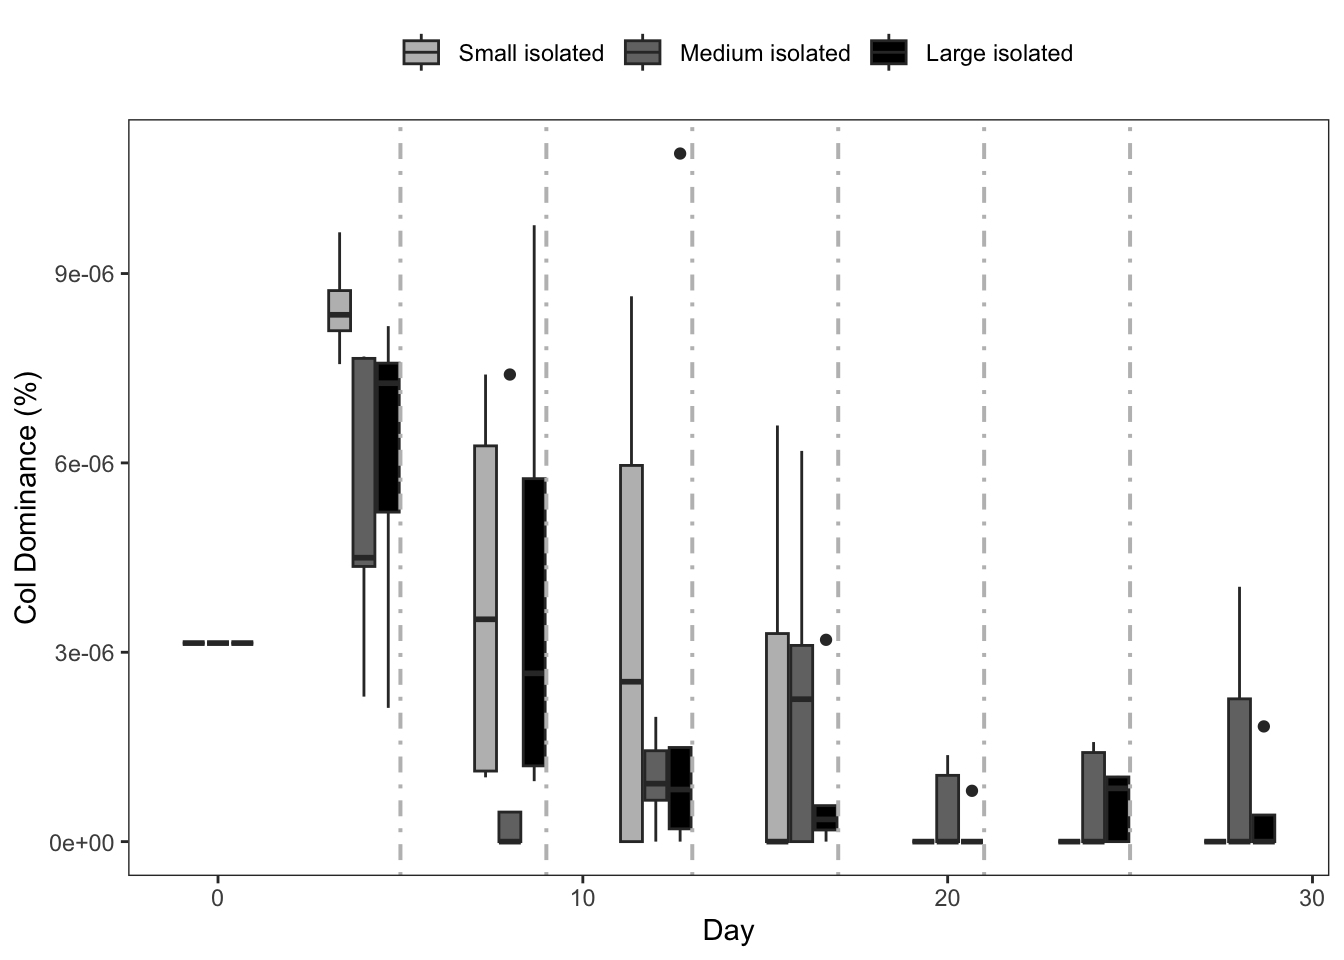 Small isolated Medium isolated Large isolated
Col Dominance (%)
9e-06
6e-06
3e-06
0e+00
0 10 20 30
Day